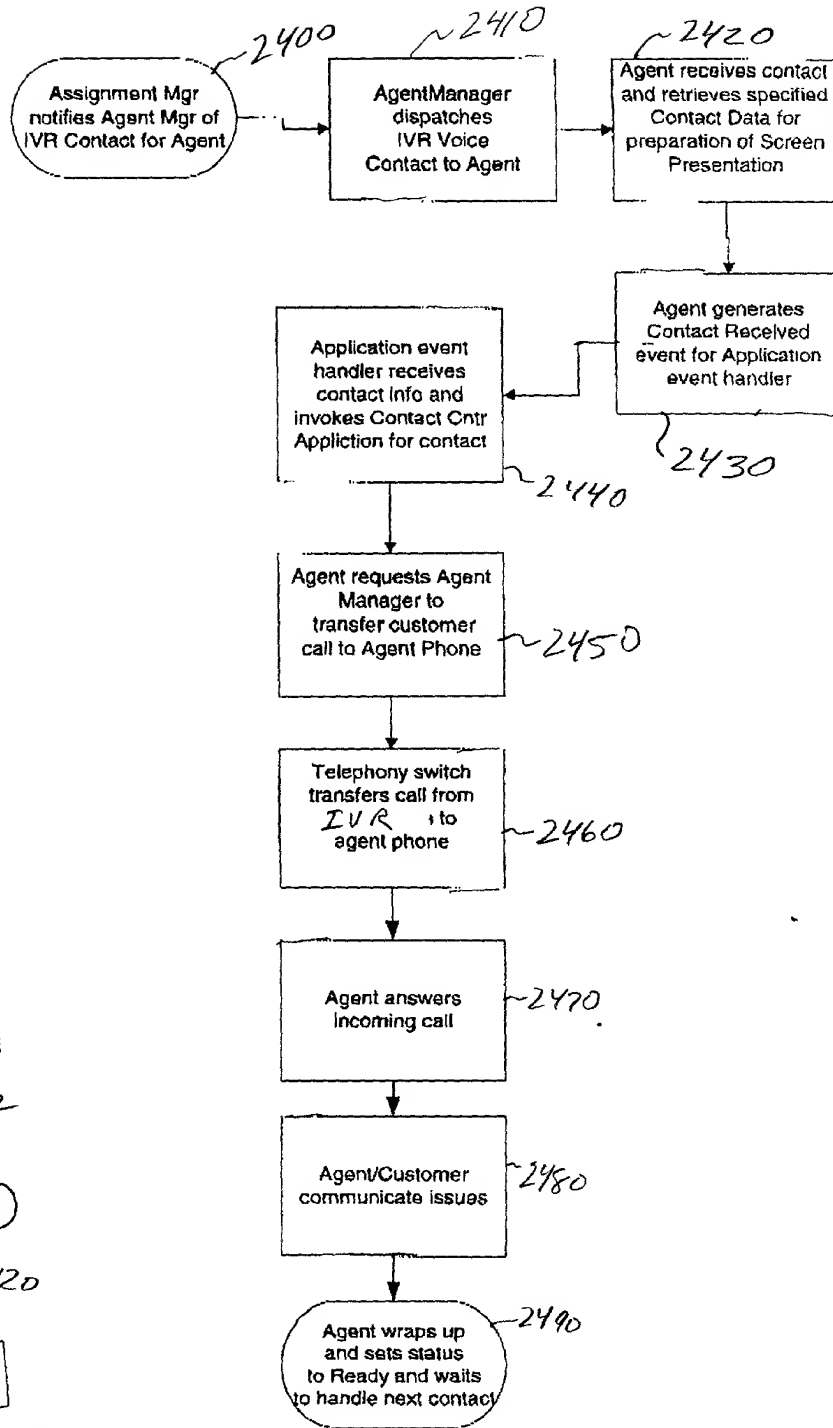 2400
Assignment Mgr
notifies Agent Mgr of
IVR Contact for Agent
2410
AgentManager
dispatches
IVR Voice
Contact to Agent
2420
Agent receives contact
and retrieves specified
Contact Data for
preparation of Screen
Presentation
Agent generates
Contact Received
event for Application
event handler
2430
Application event
handler receives
contact info and
invokes Contact Cntr
Appliction for contact
2440
Agent requests Agent
Manager to
transfer customer
call to Agent Phone
2450
Telephony switch
transfers call from
IVR to
agent phone
2460
Agent answers
incoming call
2470
Agent/Customer
communicate issues
2480
Agent wraps up
and sets status
to Ready and waits
to handle next contact
2490
20